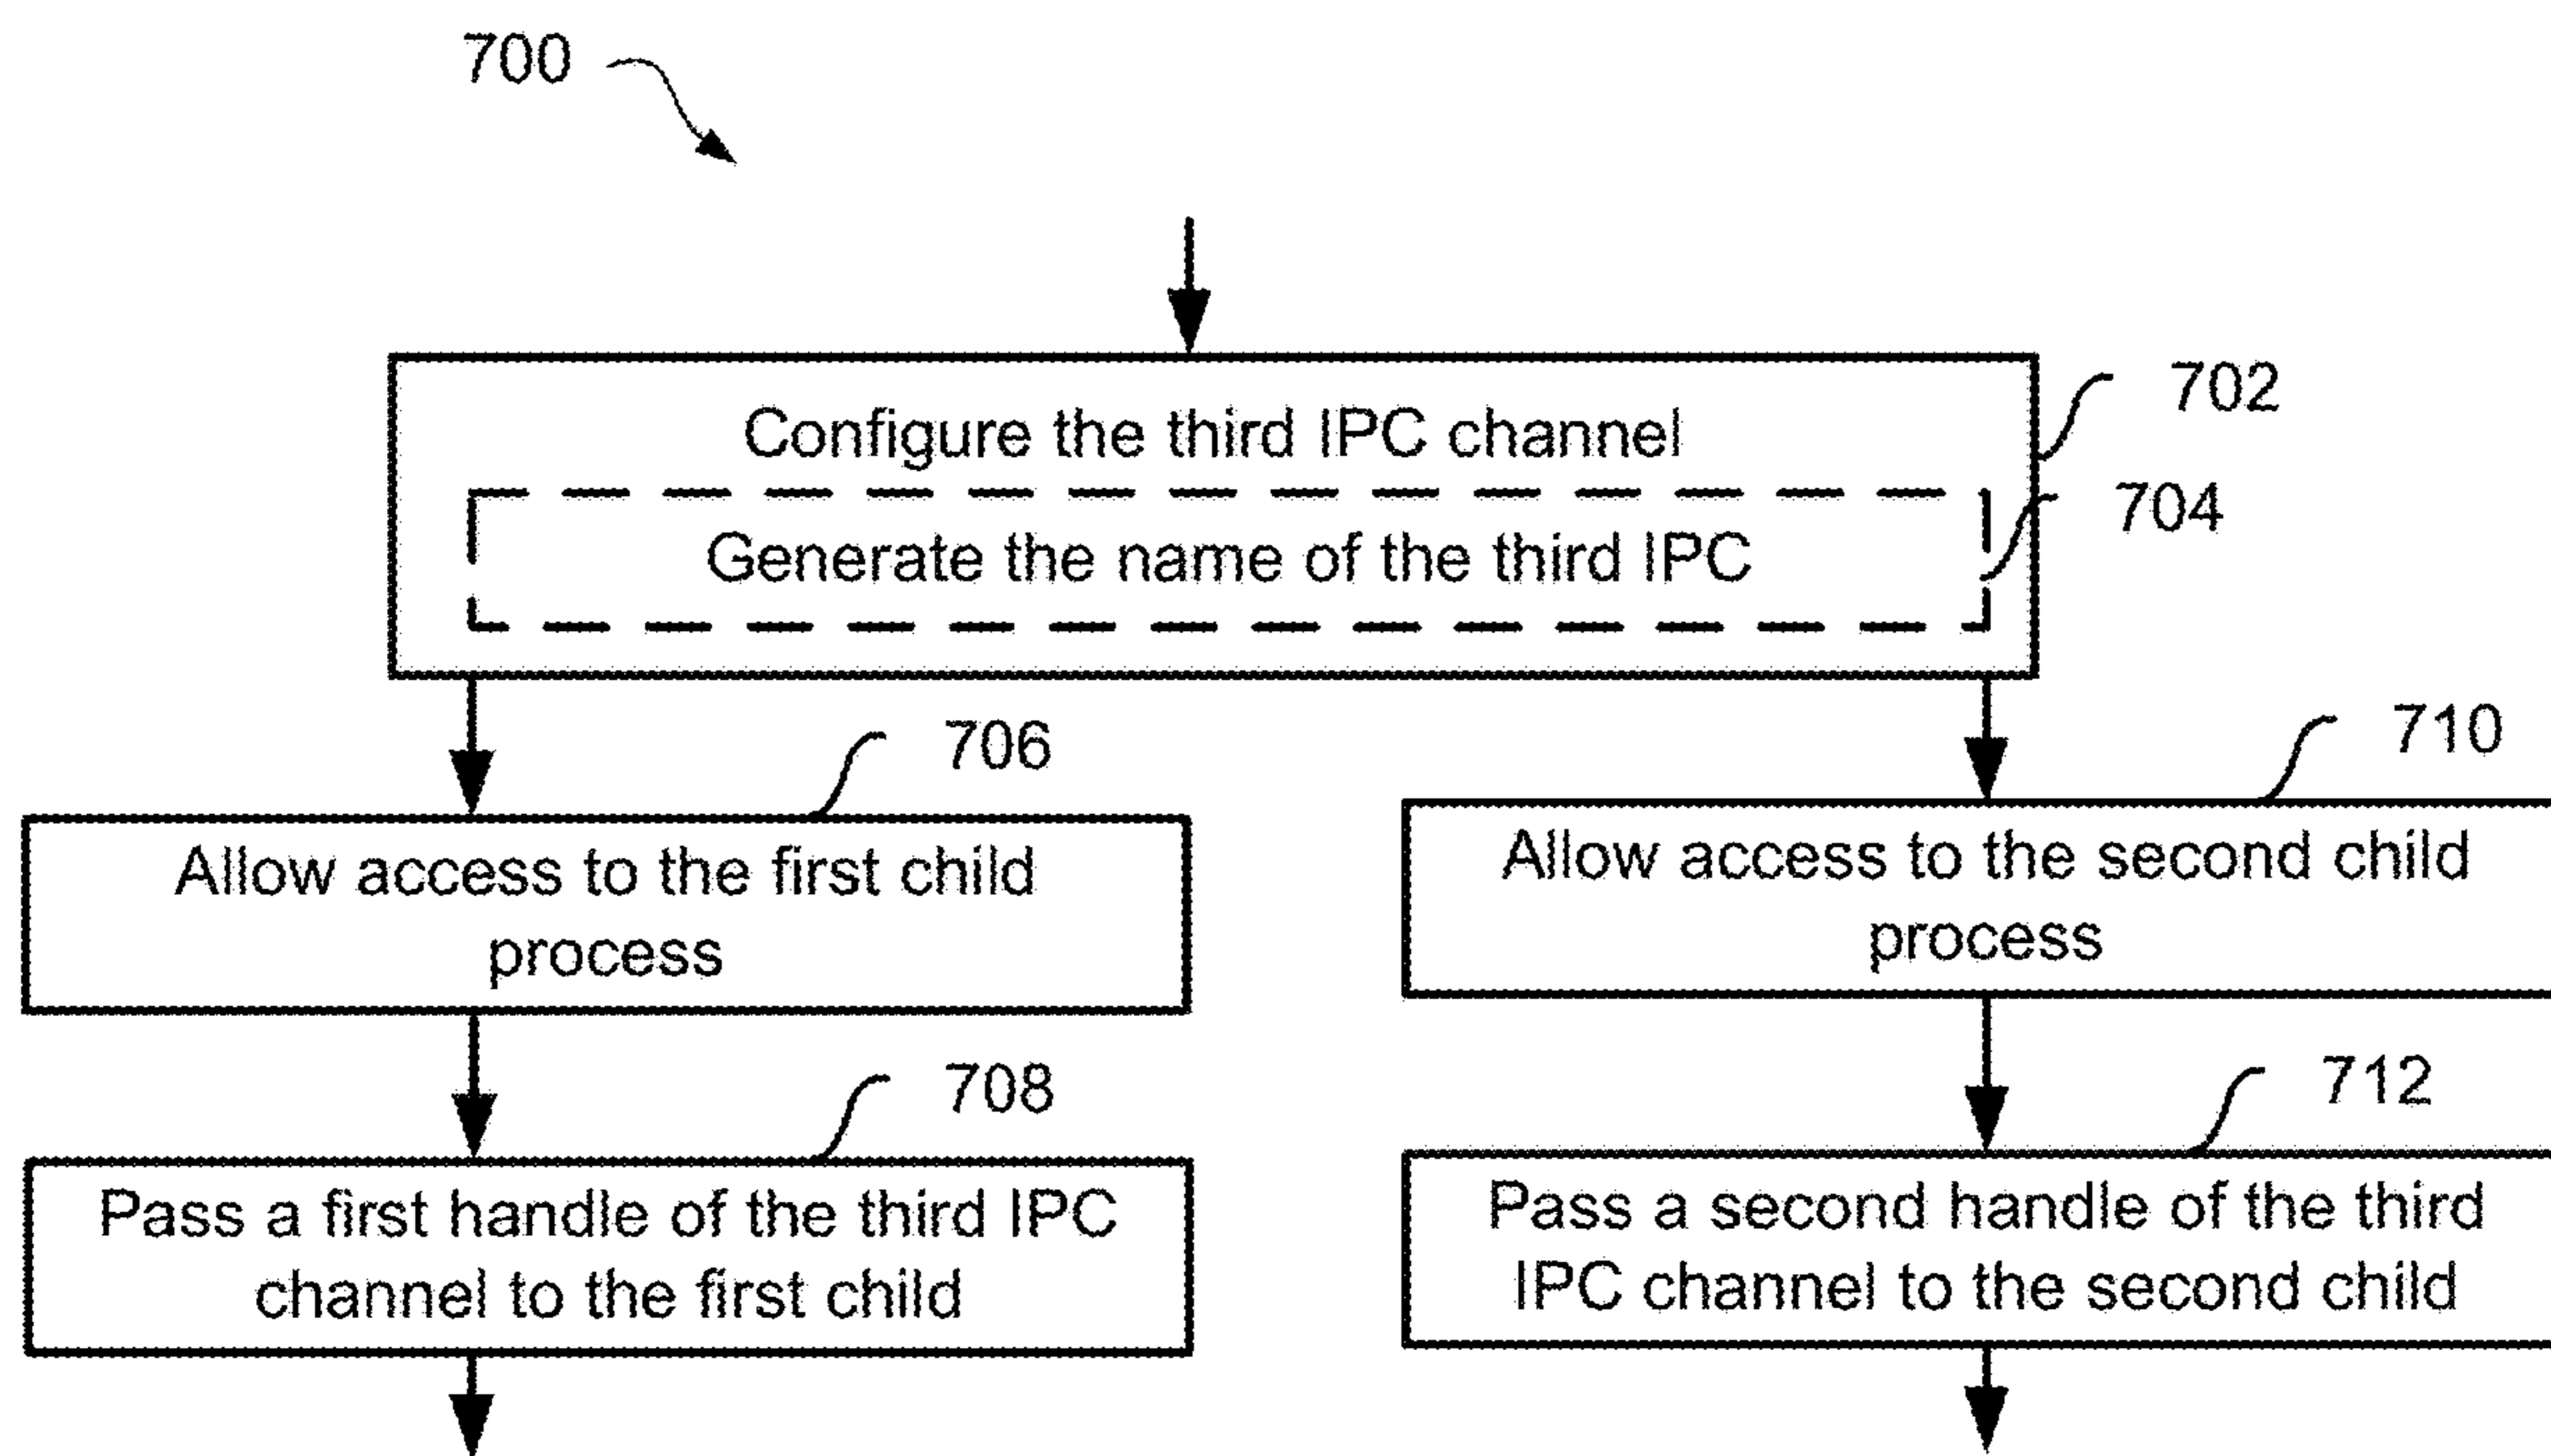 700
Configure the third IPC channel
702
Generate the name of the third IPC
704
706
Allow access to the first child
process
710
Allow access to the second child
process
708
Pass a first handle of the third IPC
channel to the first child
712
Pass a second handle of the third
IPC channel to the second child